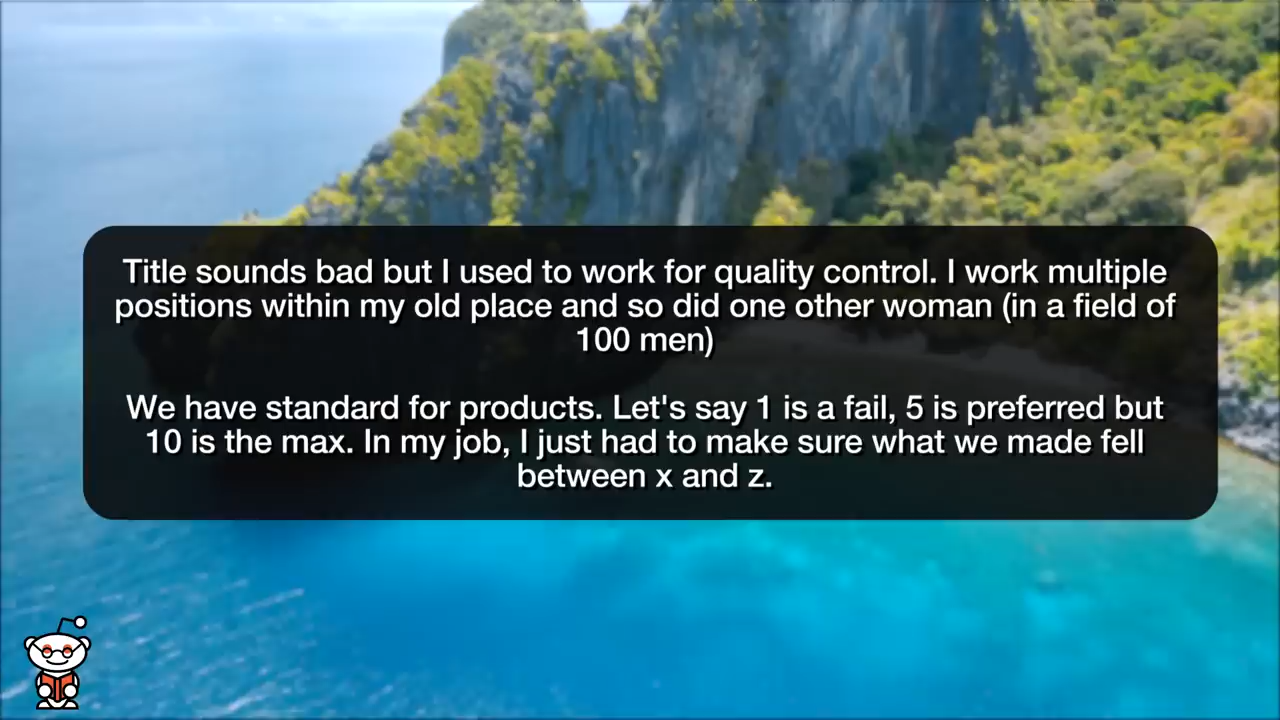 Title sounds bad but I used to work for quality control. I work multiple
positions within my old place and so did one other woman (in a field of
100 men)
We have standard for products. Let's say 1 is a fail, 5 is preferred but
10 is the max. In my job, I just had to make sure what we made fell
between x and z.